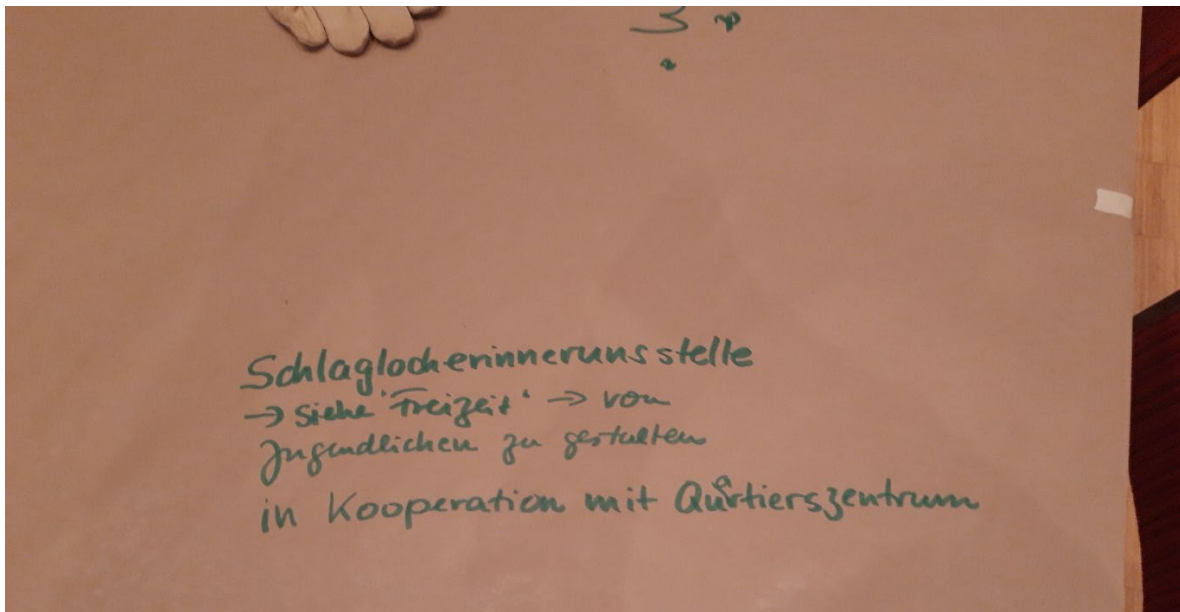 Schlaglocherinnerunsstelle
→ siehe 'Freizeit' → von
Jugendlichen zu gestalten
in Kooperation mit Quartierszentrum